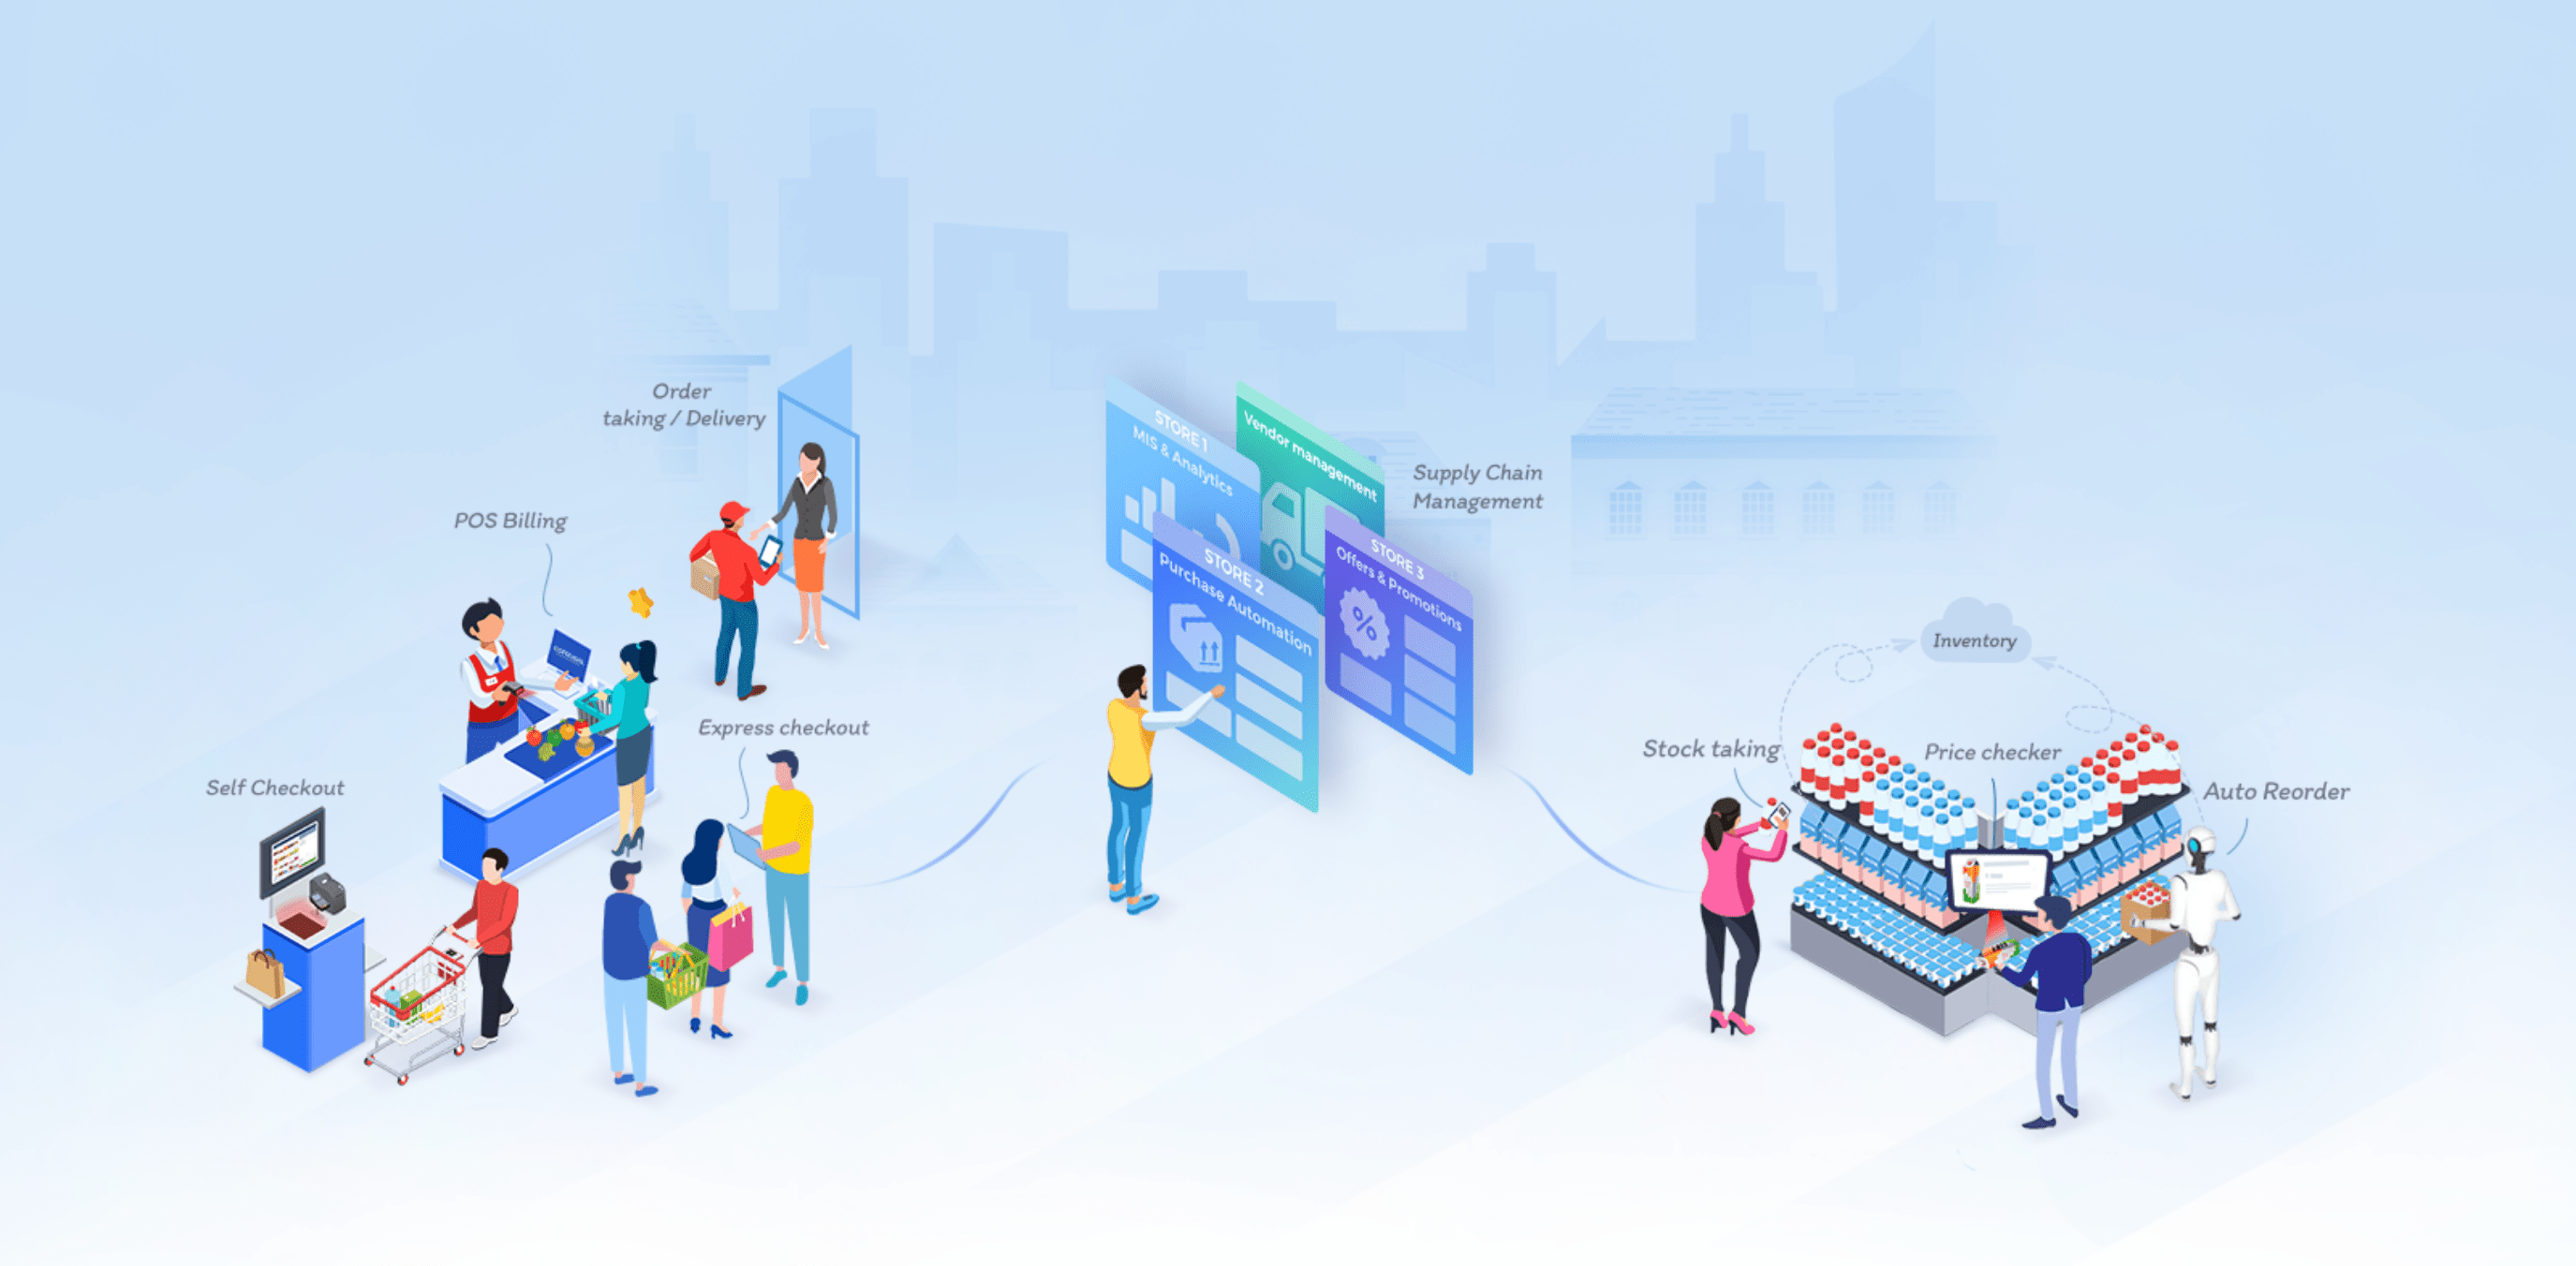 Order
taking / Delivery
POS Billing
Express checkout
Self Checkout
STORE 1
MIS & Analytics
Vendor management
Supply Chain
Management
STORE 2
Purchase Automation
STORE 3
Offers & Promotions
Inventory
Stock taking
Price checker
Auto Reorder